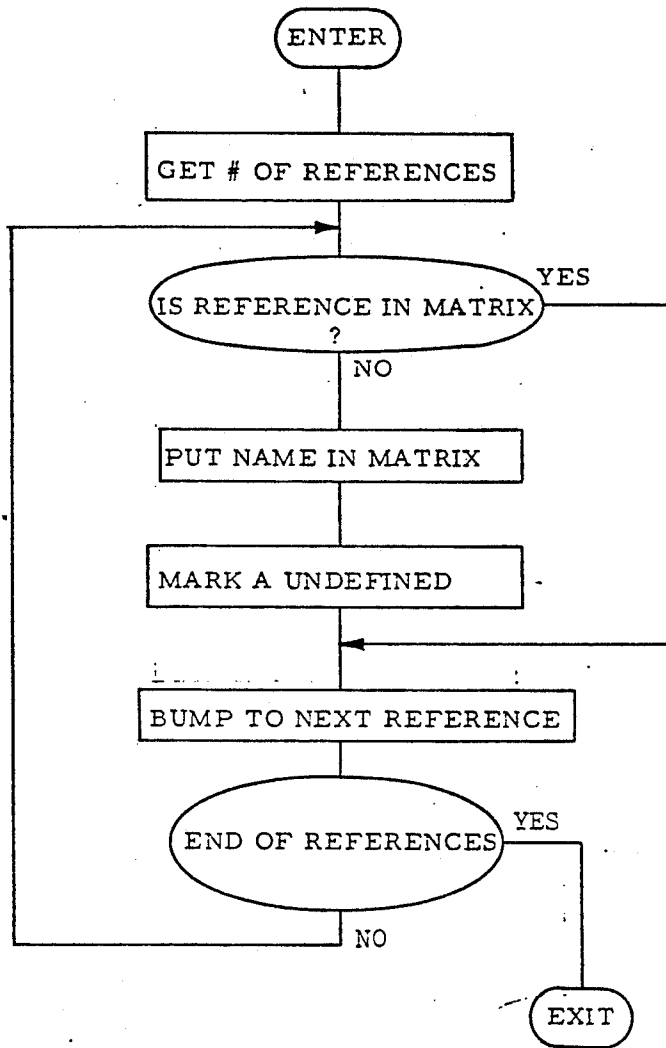 ENTER
GET # OF REFERENCES
IS REFERENCE IN MATRIX
?
YES
NO
PUT NAME IN MATRIX
MARK A UNDEFINED
BUMP TO NEXT REFERENCE
END OF REFERENCES
YES
NO
EXIT